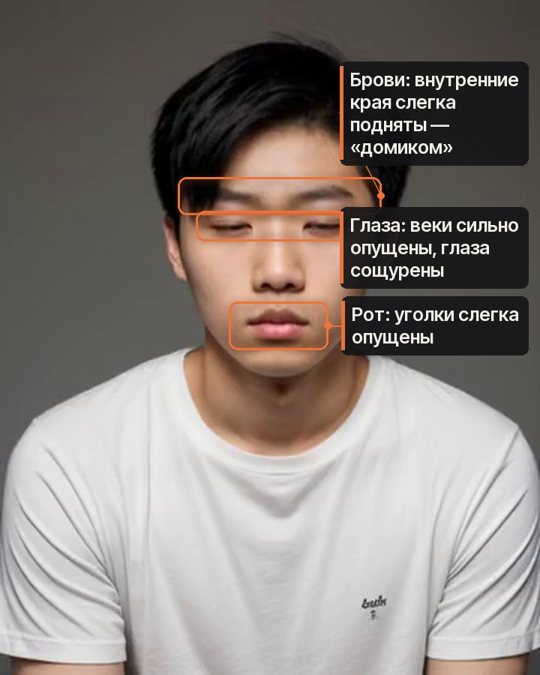 Брови: внутренние
края слегка
подняты —
«домиком»
Глаза: веки сильно
опущены, глаза
сощурены
Рот: уголки слегка
опущены